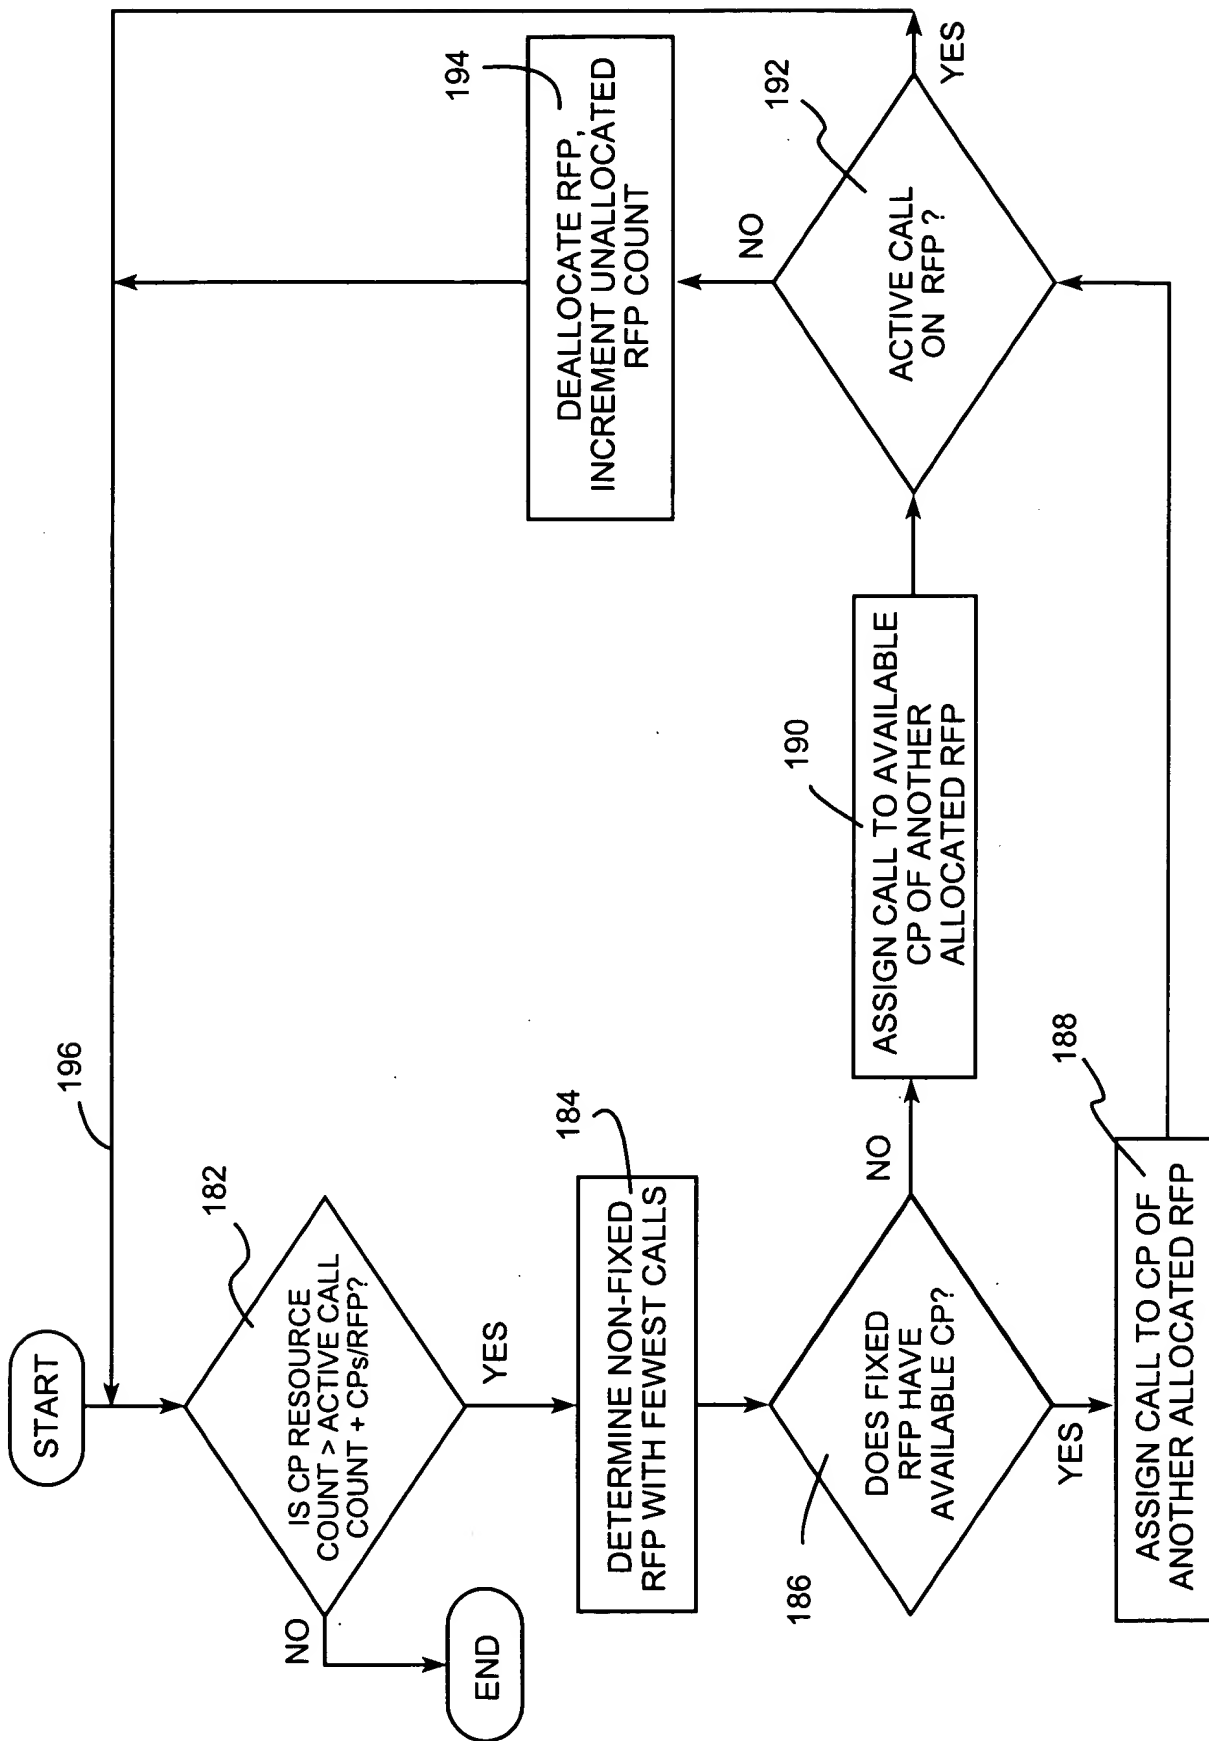 START
196
182
IS CP RESOURCE
COUNT > ACTIVE CALL
COUNT + CPs/RFP?
NO
END
YES
184
DETERMINE NON-FIXED
RFP WITH FEWEST CALLS
186
DOES FIXED
RFP HAVE
AVAILABLE CP?
NO
YES
188
ASSIGN CALL TO CP OF
ANOTHER ALLOCATED RFP
190
ASSIGN CALL TO AVAILABLE
CP OF ANOTHER
ALLOCATED RFP
192
ACTIVE CALL
ON RFP?
NO
YES
194
DEALLOCATE RFP,
INCREMENT UNALLOCATED
RFP COUNT